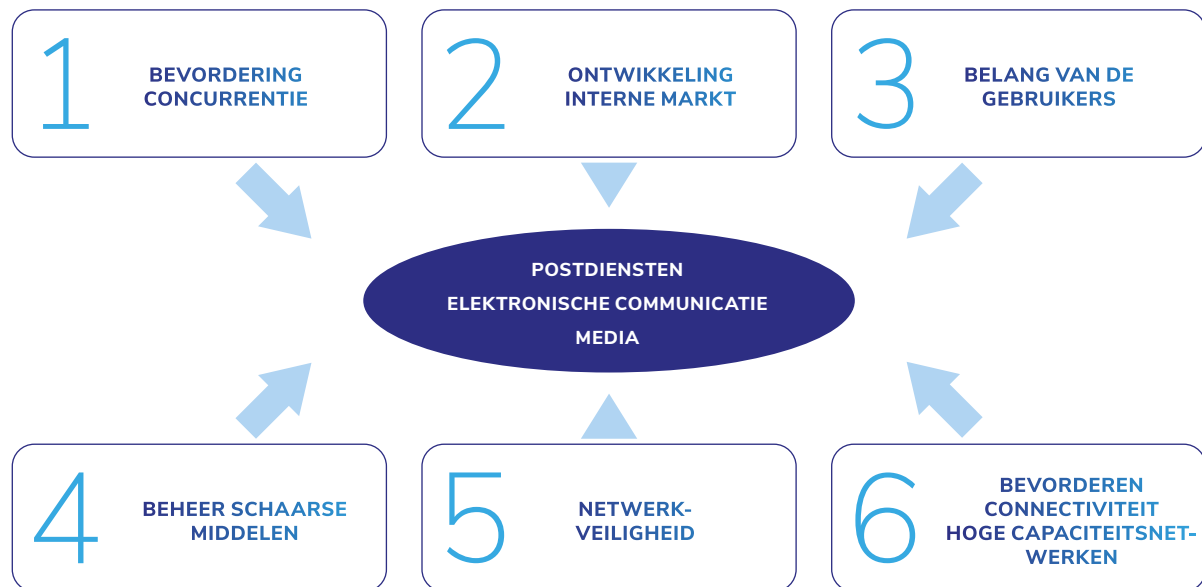 1
BEVORDERING
CONCURRENTIE
2
ONTWIKKELING
INTERNE MARKT
3
BELANG VAN DE
GEBRUIKERS
POSTDIENSTEN
ELEKTRONISCHE COMMUNICATIE
MEDIA
4
BEHEER SCHAARSE
MIDDELEN
5
NETWERK-
VEILIGHEID
6
BEVORDEREN
CONNECTIVITEIT
HOGE CAPACITEITSNET-
WERKEN